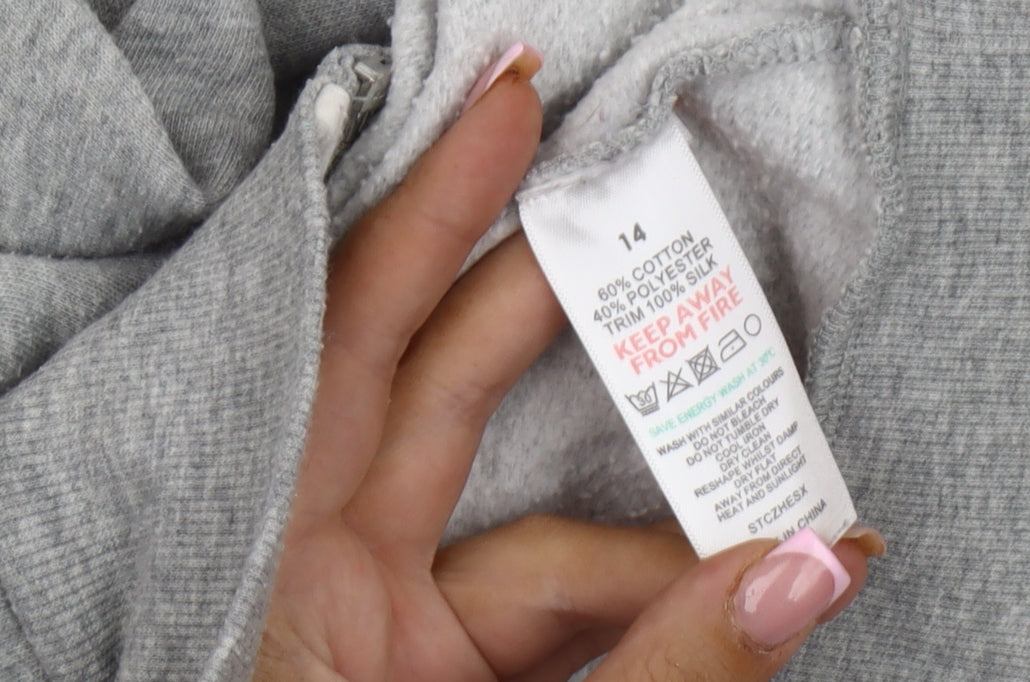 14
60% COTTON
40% POLYESTER
TRIM 100% SILK
KEEP AWAY
FROM FIRE
SAVE ENERGY WASH AT 30°C
WASH WITH SIMILAR COLOURS
DO NOT BLEACH
DO NOT TUMBLE DRY
COOL IRON
DRY CLEAN
RESHAPE WHILST DAMP
DRY FLAT
AWAY FROM DIRECT
HEAT AND SUNLIGHT
STCZHESX
IN CHINA